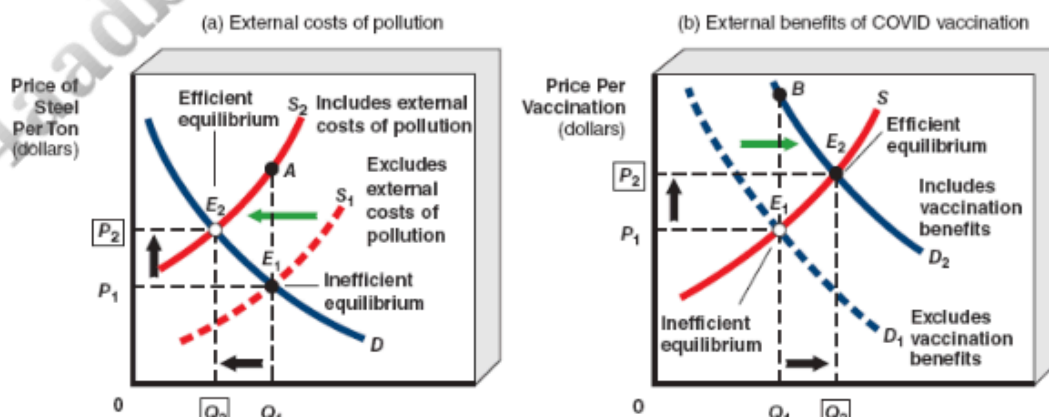 (a) External costs of pollution
Price of
Steel
Per Ton
(dollars)
Efficient
equilibrium
S2
Includes external
costs of pollution
A
Excludes
external
costs of
pollution
S1
E2
P2
E1
P1
Inefficient
equilibrium
D
0
Q2
Q1
(b) External benefits of COVID vaccination
Price Per
Vaccination
(dollars)
B
S
Efficient
equilibrium
E2
P2
Includes
vaccination
benefits
E1
P1
D2
Inefficient
equilibrium
D1
Excludes
vaccination
benefits
0
Q1
Q2